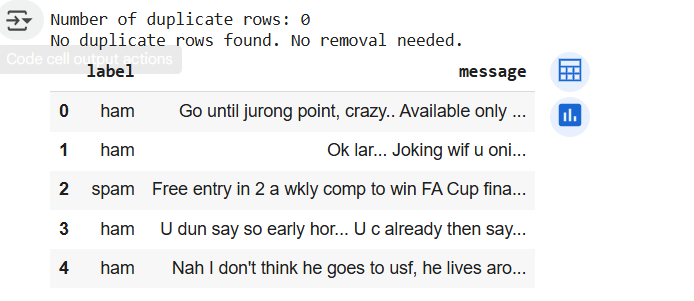 Number of duplicate rows: 0
No duplicate rows found. No removal needed.
Code cell output actions
label message
0 ham Go until jurong point, crazy.. Available only ...
1 ham Ok lar... Joking wif u oni...
2 spam Free entry in 2 a wkly comp to win FA Cup fina...
3 ham U dun say so early hor... U c already then say...
4 ham Nah I don't think he goes to usf, he lives aro...